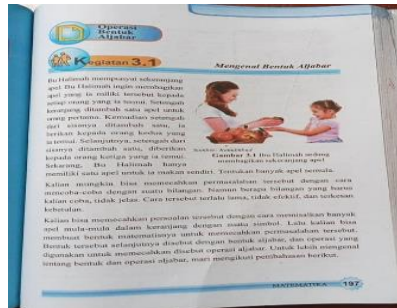 Operasi
Bentuk
Aljabar
Kegiatan 3.1
Mengenal Bentuk Aljabar
Bu Halimah mempunyai sekeranjang
apel. Bu Halimah ingin membagikan
apel yang ia miliki tersebut kepada
setiap orang yang ia temui. Setengah
keranjang ditambah satu apel untuk
orang pertama. Kemudian setengah
dari sisanya ditambah satu, ia
berikan kepada orang kedua yang
ia temui. Selanjutnya, setengah dari
sisanya ditambah satu, diberikan
kepada orang ketiga yang ia temui.
Sekarang, Bu Halimah hanya
memiliki satu apel untuk ia makan sendiri. Tentukan banyak apel semula.
Sumber: Kemdikbud
Gambar 3.1 Bu Halimah sedang
membagikan sekeranjang apel
Kalian mungkin bisa memecahkan permasalahan tersebut dengan cara
mencoba-coba dengan suatu bilangan. Namun berapa bilangan yang harus
kalian coba, tidak jelas. Cara tersebut terlalu lama, tidak efektif, dan terkesan
kebetulan.
Kalian bisa memecahkan persoalan tersebut dengan cara memisalkan banyak
apel mula-mula dalam keranjang dengan suatu simbol. Lalu kalian bisa
membuat bentuk matematisnya untuk memecahkan permasalahan tersebut.
Bentuk tersebut selanjutnya disebut dengan bentuk aljabar, dan operasi yang
digunakan untuk memecahkan disebut operasi aljabar. Untuk lebih mengenal
tentang bentuk dan operasi aljabar, mari mengikuti pembahasan berikut.
MATEMATIKA
197